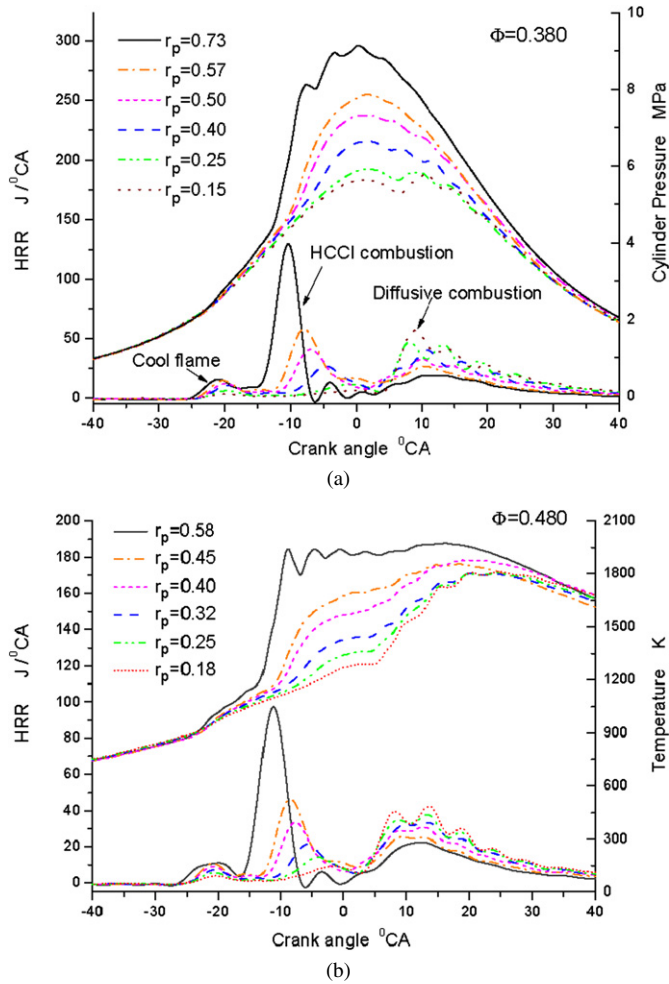 Φ=0.380
r_p=0.73
r_p=0.57
r_p=0.50
r_p=0.40
r_p=0.25
r_p=0.15
HCCI combustion
Diffusive combustion
Cool flame
HRR J /⁰CA
300
250
200
150
100
50
0
Cylinder Pressure MPa
10
8
6
4
2
0
-40 -30 -20 -10 0 10 20 30 40
Crank angle ⁰CA
(a)
Φ=0.480
r_p=0.58
r_p=0.45
r_p=0.40
r_p=0.32
r_p=0.25
r_p=0.18
HRR J /⁰CA
200
180
160
140
120
100
80
60
40
20
0
Temperature K
2100
1800
1500
1200
900
600
300
0
-40 -30 -20 -10 0 10 20 30 40
Crank angle ⁰CA
(b)